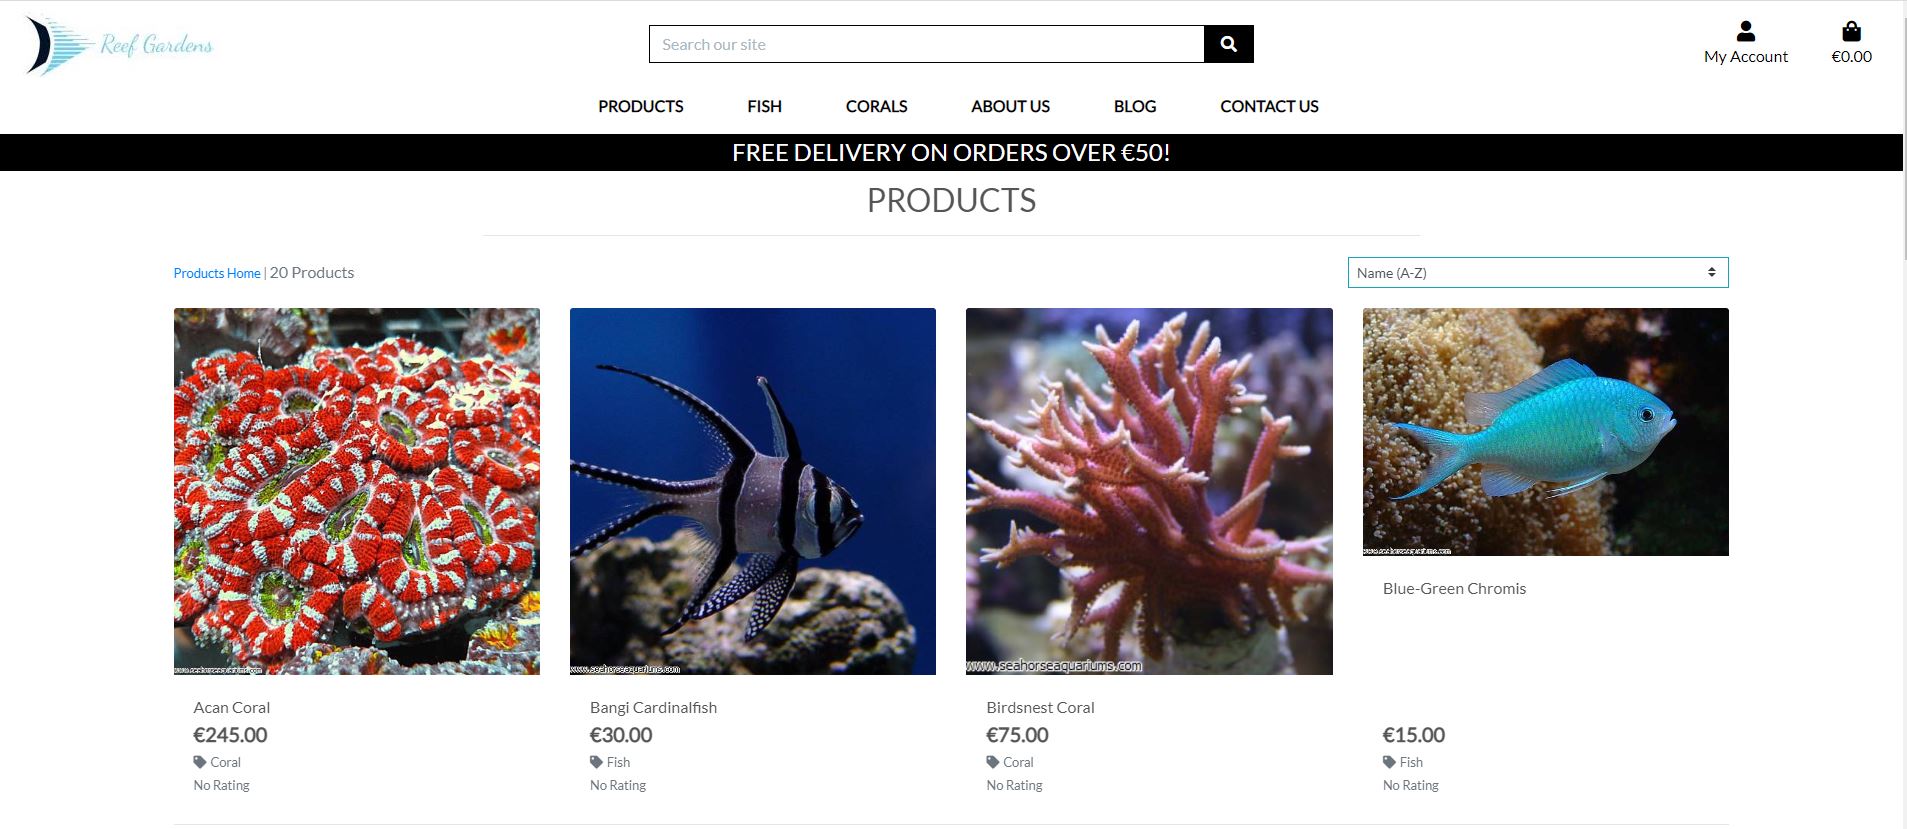 Reef Gardens
Search our site
My Account
€0.00
PRODUCTS
FISH
CORALS
ABOUT US
BLOG
CONTACT US
FREE DELIVERY ON ORDERS OVER €50!
PRODUCTS
Products Home | 20 Products
Name (A-Z)
www.seahorseaquariums.com
www.seahorseaquariums.com
www.seahorseaquariums.com
www.seahorseaquariums.com
Acan Coral
€245.00
Coral
No Rating
Bangi Cardinalfish
€30.00
Fish
No Rating
Birdsnest Coral
€75.00
Coral
No Rating
Blue-Green Chromis
€15.00
Fish
No Rating